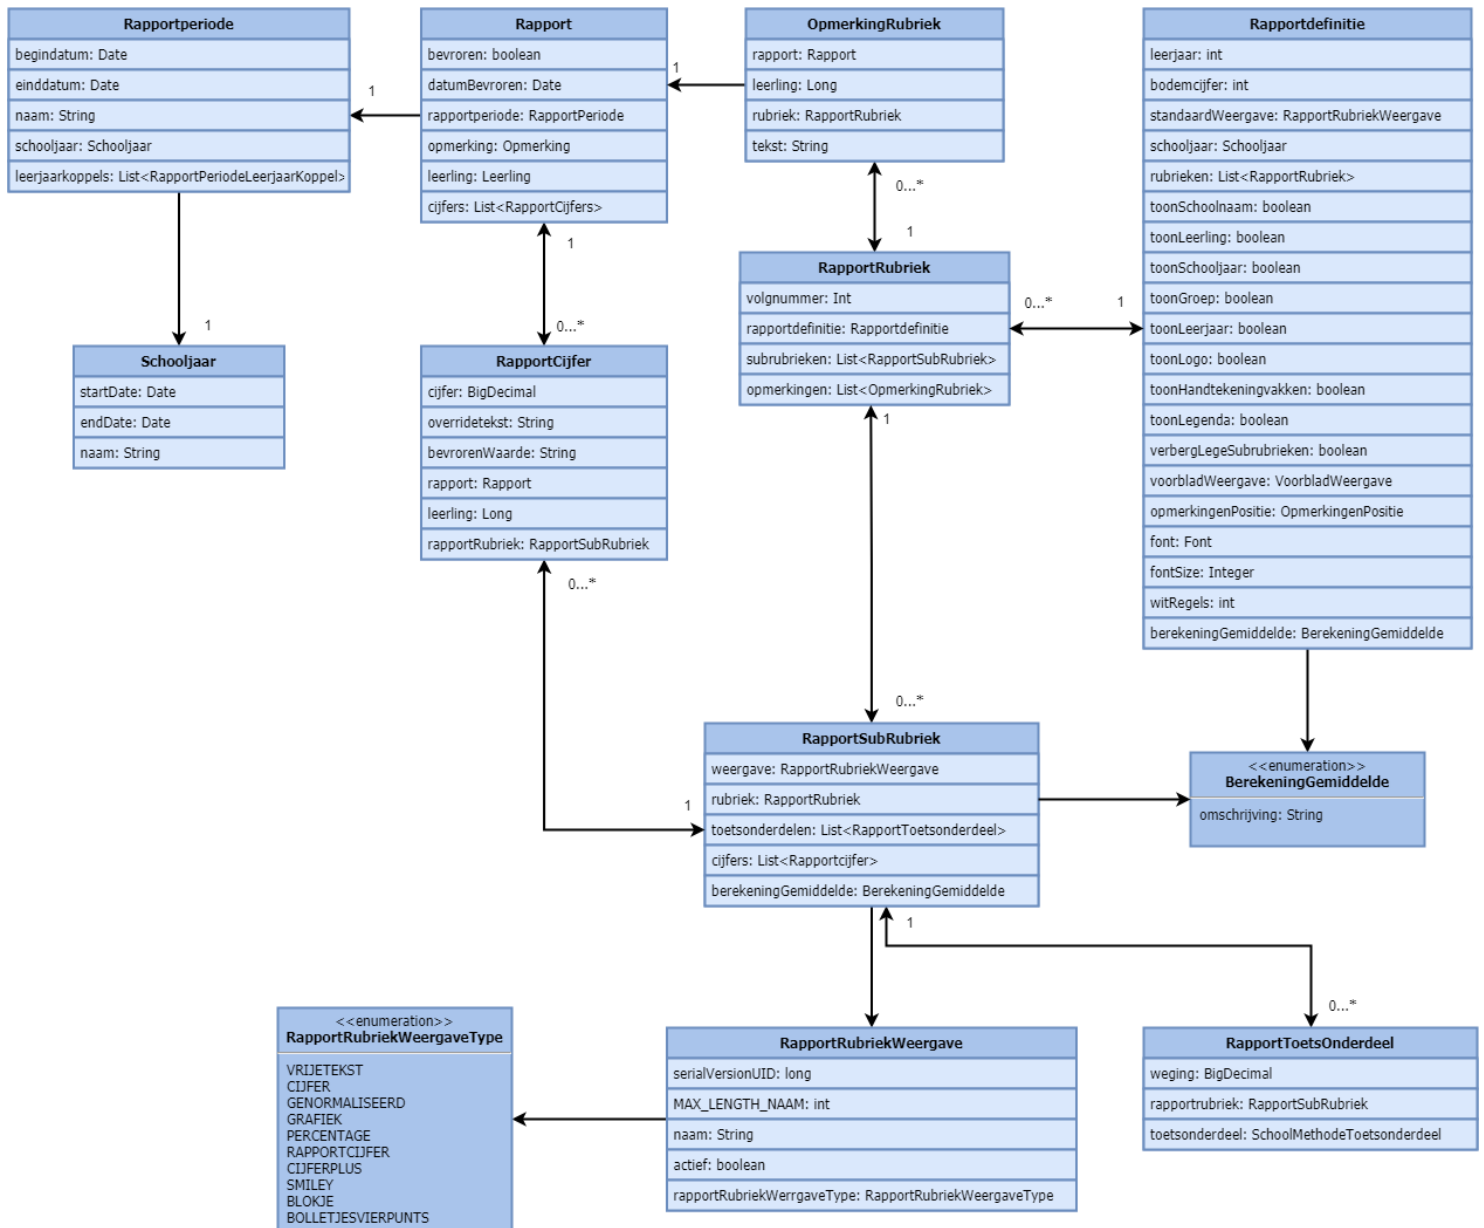 Rapportperiode
begindatum: Date
einddatum: Date
naam: String
schooljaar: Schooljaar
leerjaarkoppels: List<RapportPeriodeLeerjaarKoppel>
1
Rapport
bevroren: boolean
datumBevroren: Date
rapportperiode: RapportPeriode
opmerking: Opmerking
leerling: Leerling
cijfers: List<RapportCijfers>
1
OpmerkingRubriek
rapport: Rapport
leerling: Long
rubriek: RapportRubriek
tekst: String
Rapportdefinitie
leerjaar: int
bodemcijfer: int
standaardWeergave: RapportRubriekWeergave
schooljaar: Schooljaar
rubrieken: List<RapportRubriek>
toonSchoolnaam: boolean
toonLeerling: boolean
toonSchooljaar: boolean
toonGroep: boolean
toonLeerjaar: boolean
toonLogo: boolean
toonHandtekeningvakken: boolean
toonLegenda: boolean
verbergLegeSubrubrieken: boolean
voorbladWeergave: VoorbladWeergave
opmerkingenPositie: OpmerkingenPositie
font: Font
fontSize: Integer
witRegels: int
berekeningGemiddelde: BerekeningGemiddelde
0...*
1
1
0...*
1
RapportRubriek
volgnummer: Int
rapportdefinitie: Rapportdefinitie
subrubrieken: List<RapportSubRubriek>
opmerkingen: List<OpmerkingRubriek>
0...*
1
1
Schooljaar
startDate: Date
endDate: Date
naam: String
RapportCijfer
cijfer: BigDecimal
overridetekst: String
bevrorenWaarde: String
rapport: Rapport
leerling: Long
rapportRubriek: RapportSubRubriek
0...*
1
0...*
RapportSubRubriek
weergave: RapportRubriekWeergave
rubriek: RapportRubriek
toetsonderdelen: List<RapportToetsonderdeel>
cijfers: List<Rapportcijfer>
berekeningGemiddelde: BerekeningGemiddelde
1
<<enumeration>>
BerekeningGemiddelde
omschrijving: String
1
0...*
<<enumeration>>
RapportRubriekWeergaveType
VRIJETEKST
CIJFER
GENORMALISEERD
GRAFIEK
PERCENTAGE
RAPPORTCIJFER
CIJFERPLUS
SMILEY
BLOKJE
BOLLETJESVIERPUNTS
RapportRubriekWeergave
serialVersionUID: long
MAX_LENGTH_NAAM: int
naam: String
actief: boolean
rapportRubriekWerrgaveType: RapportRubriekWeergaveType
RapportToetsOnderdeel
weging: BigDecimal
rapportrubriek: RapportSubRubriek
toetsonderdeel: SchoolMethodeToetsonderdeel